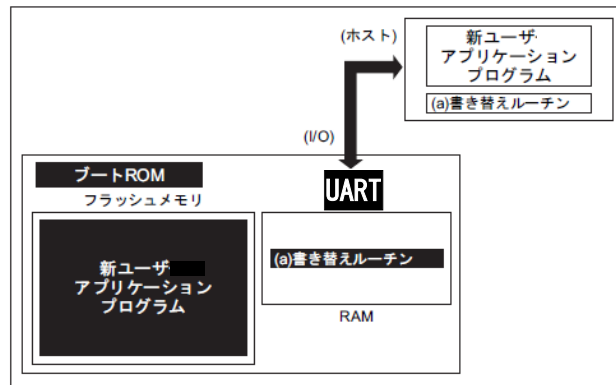 (ホスト)
新ユーザ
アプリケーション
プログラム
(a)書き替えルーチン
(I/O)
ブートROM
フラッシュメモリ
UART
新ユーザ
アプリケーション
プログラム
(a)書き替えルーチン
RAM